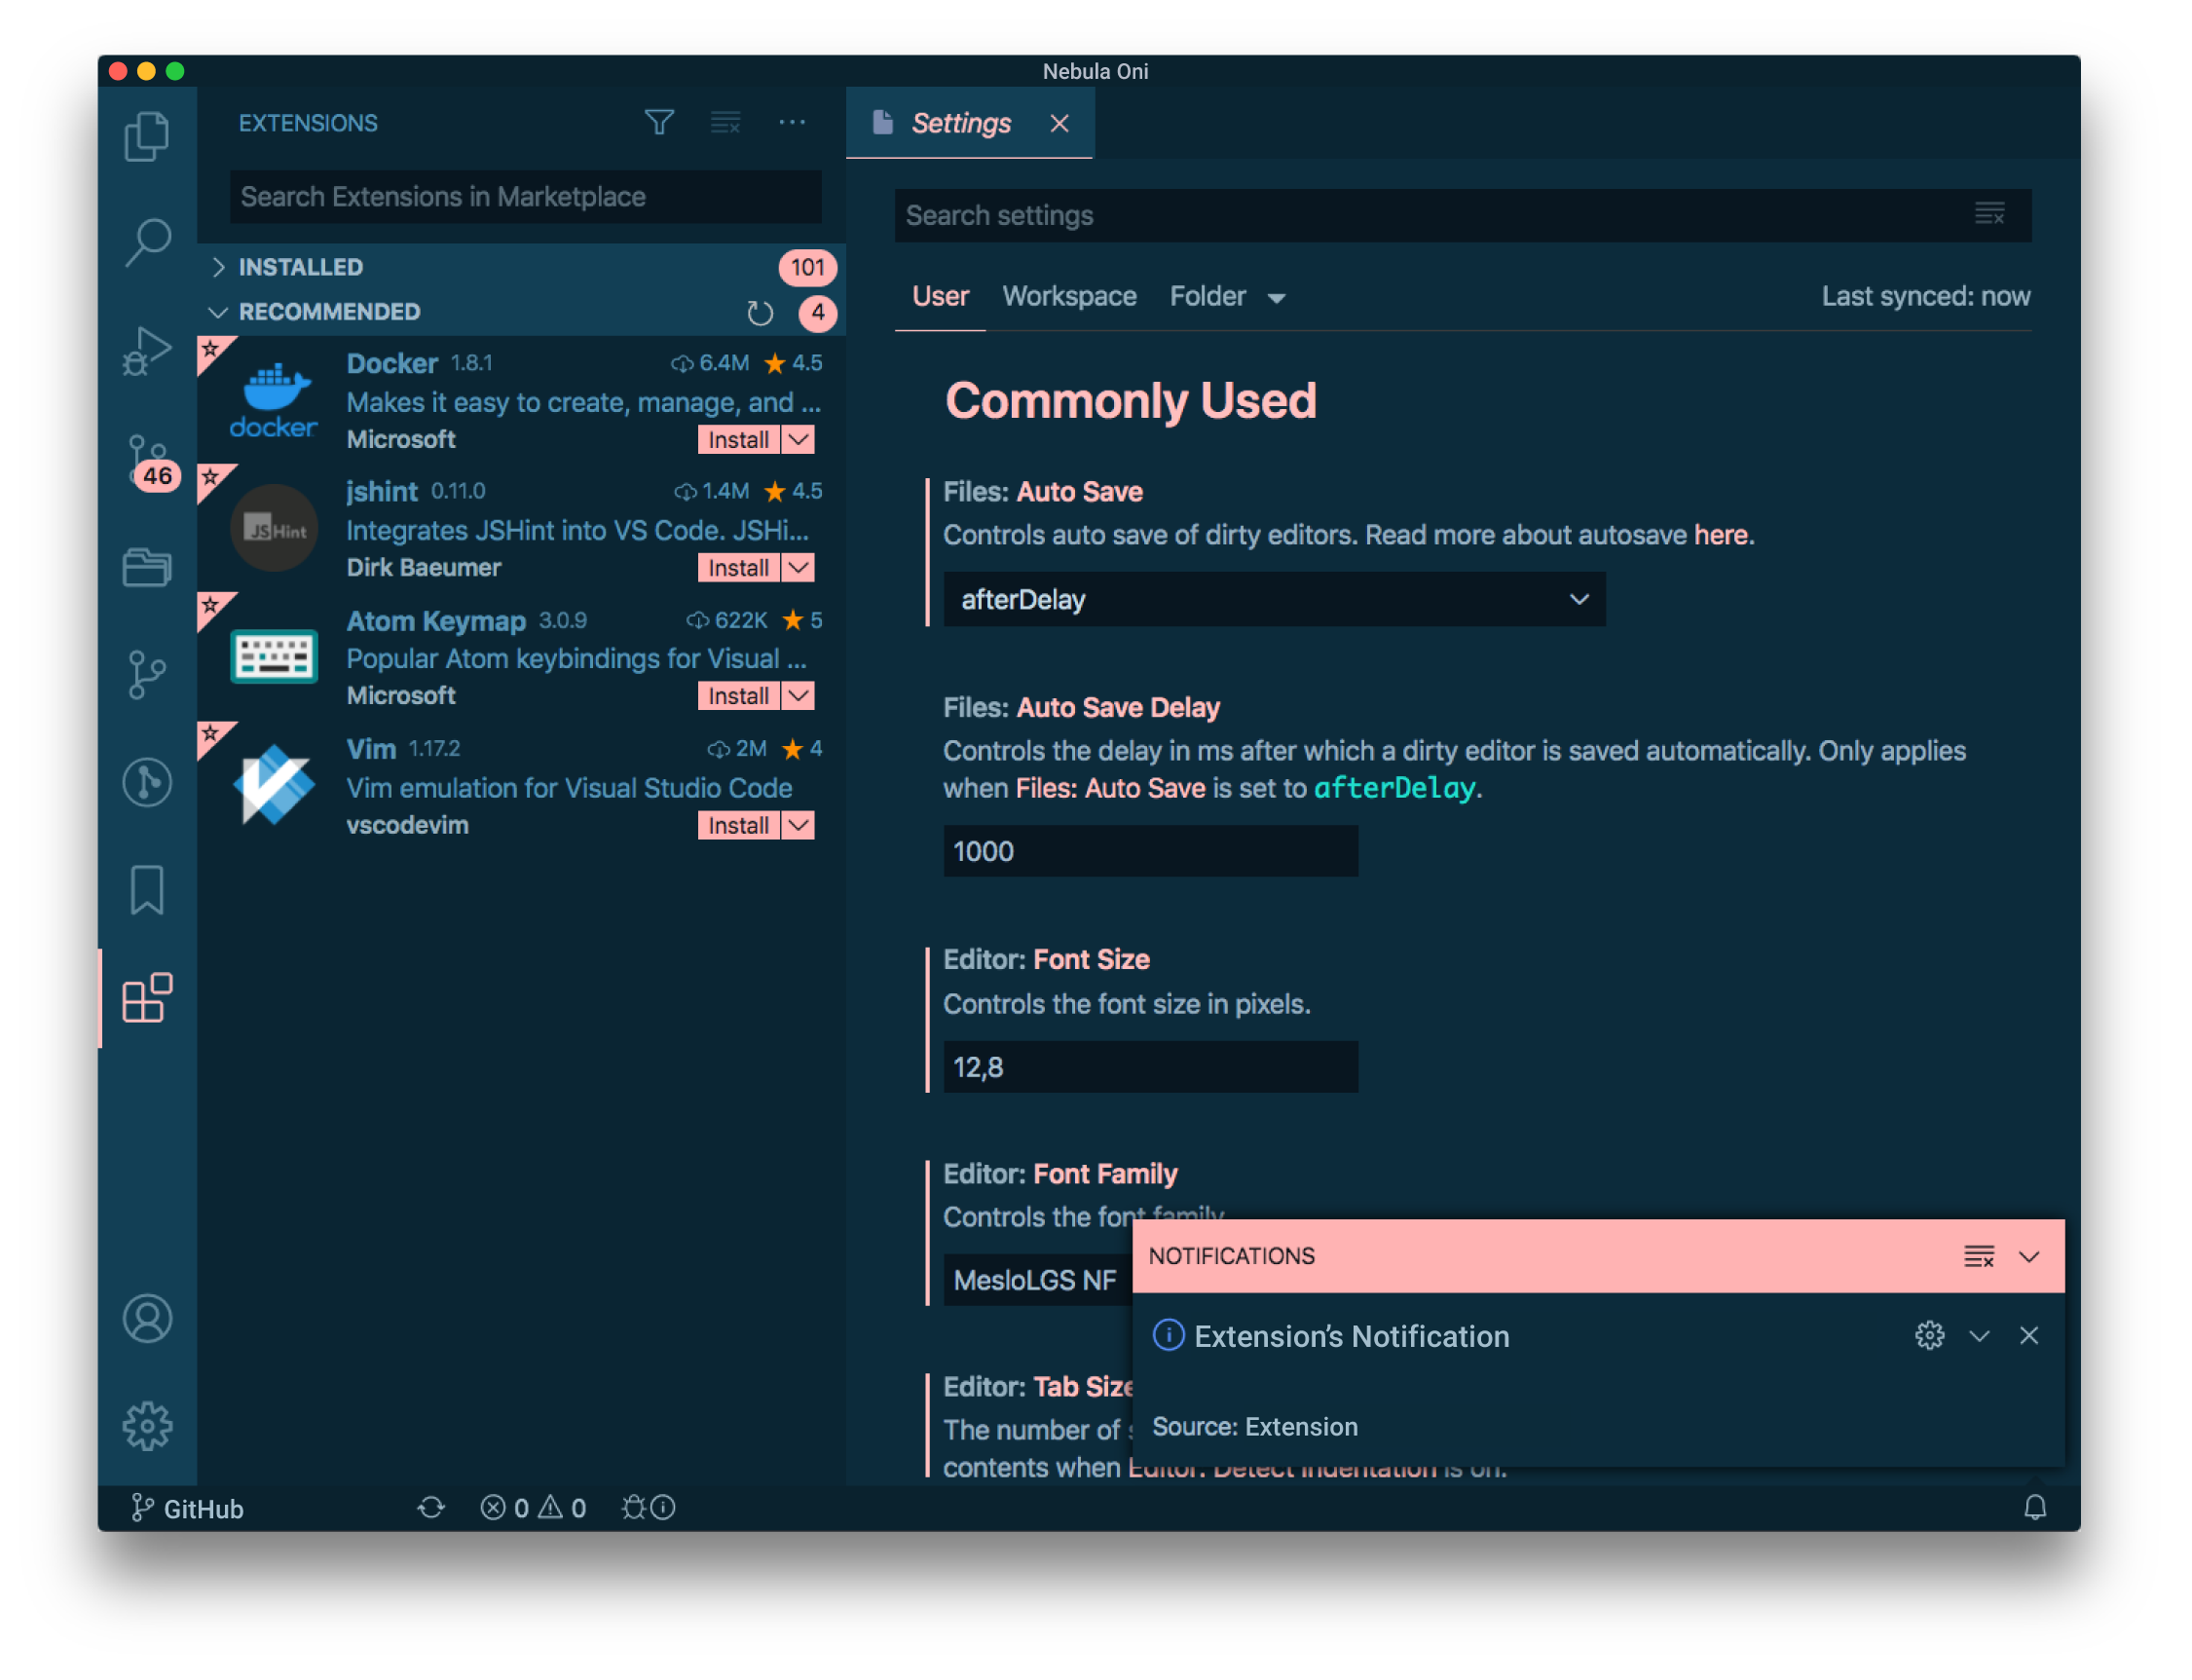 Nebula Oni
EXTENSIONS
Search Extensions in Marketplace
INSTALLED 101
RECOMMENDED 4
docker
Docker 1.8.1 6.4M 4.5
Makes it easy to create, manage, and ...
Microsoft Install
JSHint
jshint 0.11.0 1.4M 4.5
Integrates JSHint into VS Code. JSHi...
Dirk Baeumer Install
Atom Keymap 3.0.9 622K 5
Popular Atom keybindings for Visual ...
Microsoft Install
Vim 1.17.2 2M 4
Vim emulation for Visual Studio Code
vscodevim Install
46
Settings
Search settings
User Workspace Folder Last synced: now
Commonly Used
Files: Auto Save
Controls auto save of dirty editors. Read more about autosave here.
afterDelay
Files: Auto Save Delay
Controls the delay in ms after which a dirty editor is saved automatically. Only applies
when Files: Auto Save is set to afterDelay.
1000
Editor: Font Size
Controls the font size in pixels.
12,8
Editor: Font Family
Controls the font family
MesloLGS NF
Editor: Tab Size
The number of
contents when Editor: Detect Indentation is on.
NOTIFICATIONS
Extension’s Notification
Source: Extension
GitHub 0 0